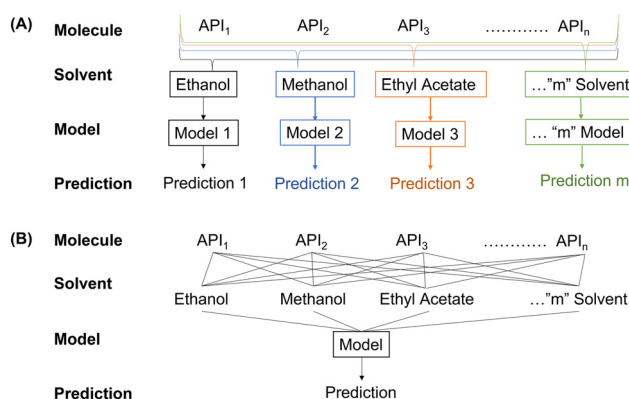 (A) Molecule API1 API2 API3 ............ APIn
Solvent Ethanol Methanol Ethyl Acetate ..."m" Solvent
Model Model 1 Model 2 Model 3 ... "m" Model
Prediction Prediction 1 Prediction 2 Prediction 3 Prediction m
(B) Molecule API1 API2 API3 ............ APIn
Solvent
Ethanol Methanol Ethyl Acetate ..."m" Solvent
Model Model
Prediction Prediction